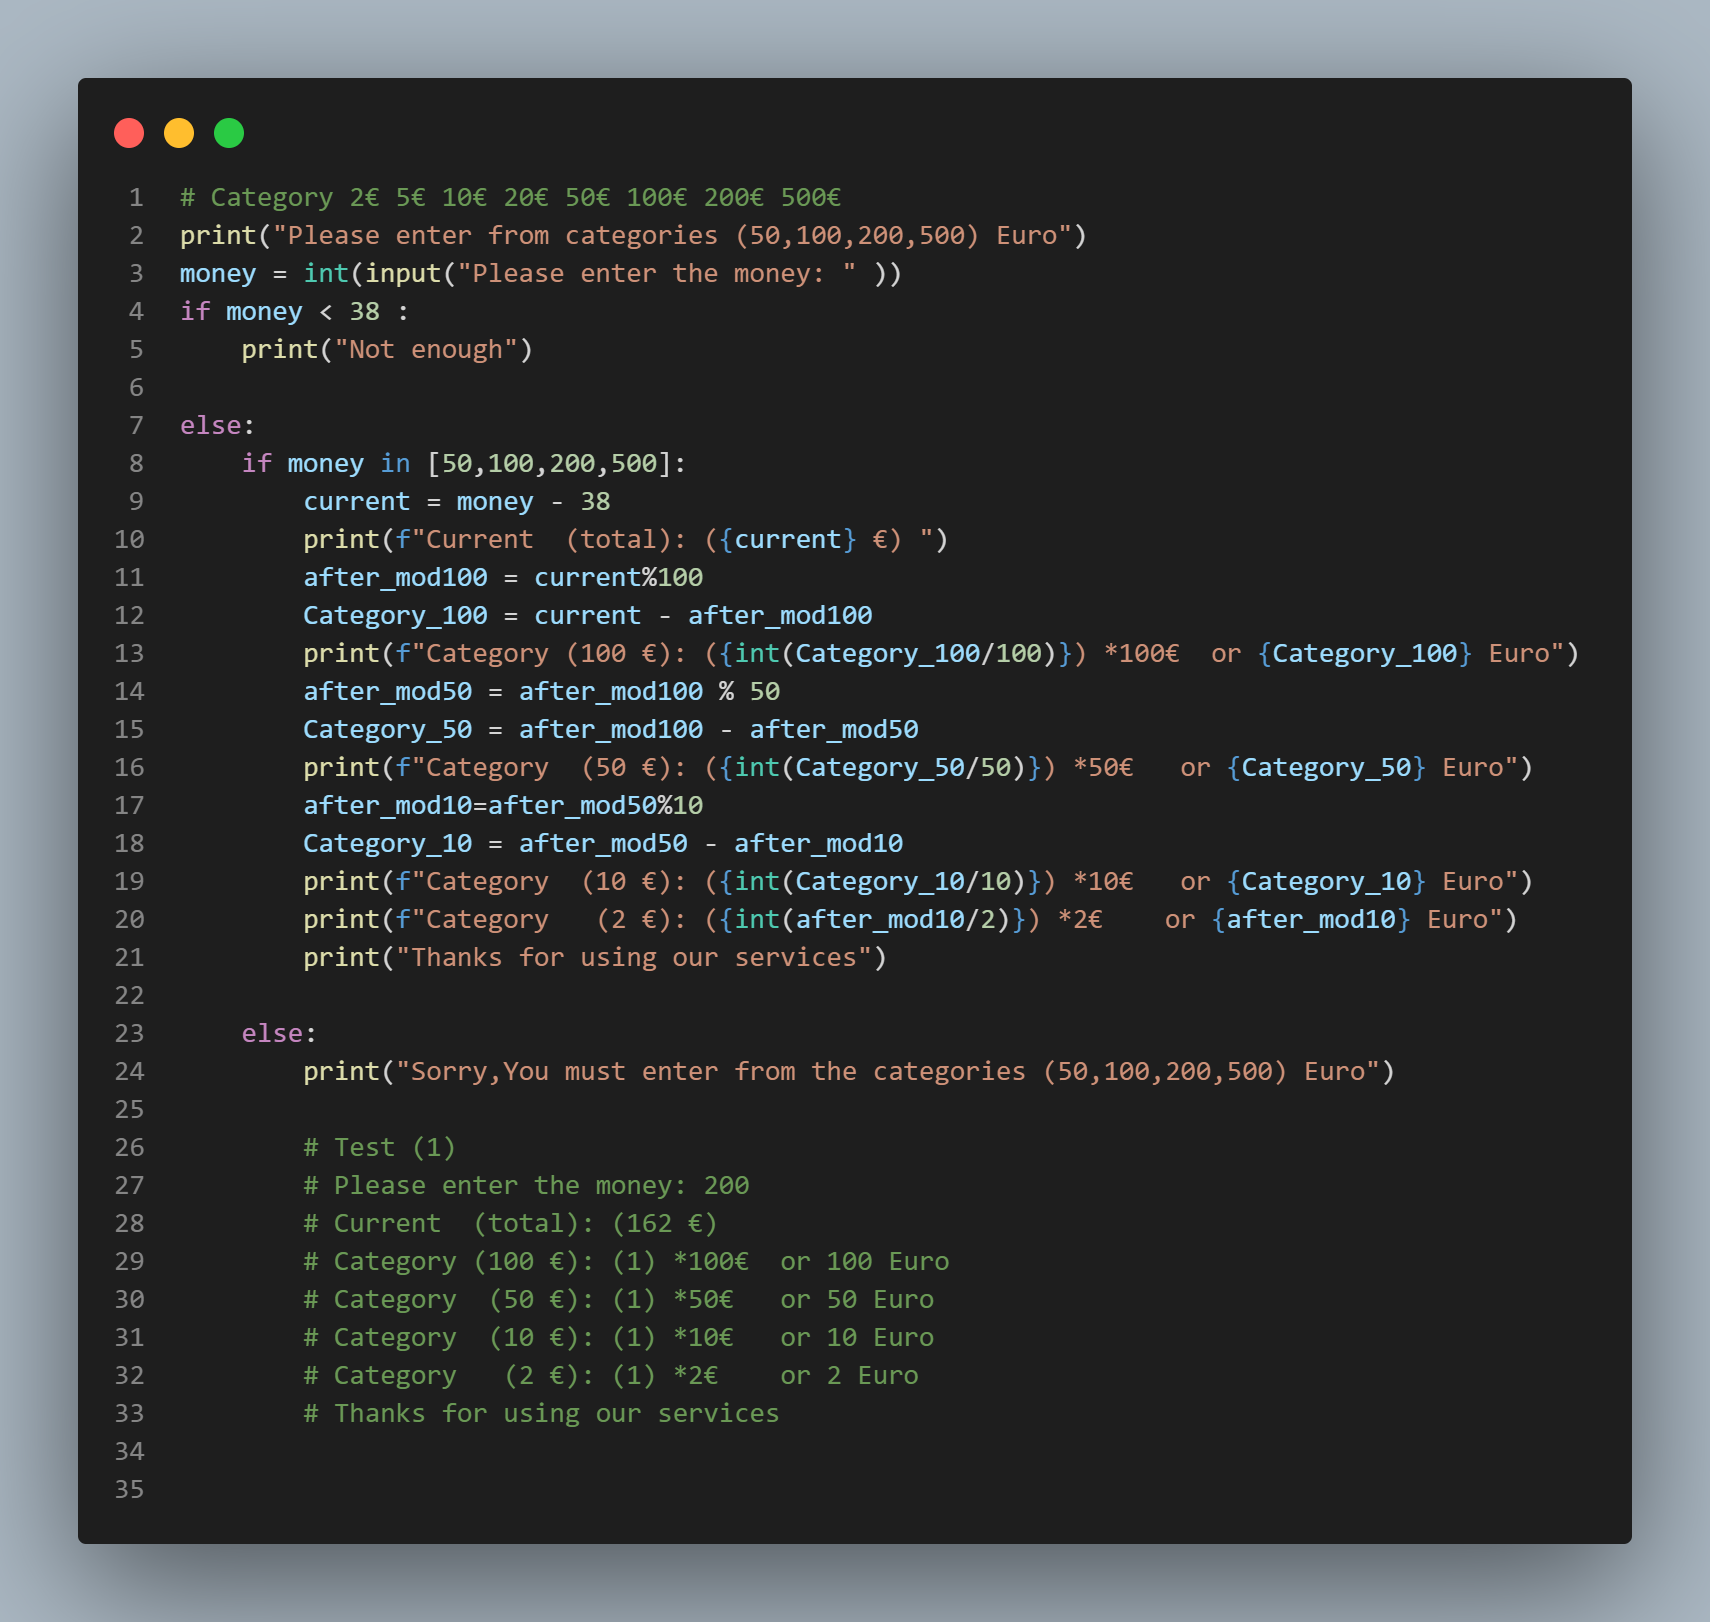 1 # Category 2€ 5€ 10€ 20€ 50€ 100€ 200€ 500€
2 print("Please enter from categories (50,100,200,500) Euro")
3 money = int(input("Please enter the money: " ))
4 if money < 38 :
5     print("Not enough")
6
7 else:
8     if money in [50,100,200,500]:
9         current = money - 38
10         print(f"Current  (total): ({current} €) ")
11         after_mod100 = current%100
12         Category_100 = current - after_mod100
13         print(f"Category (100 €): ({int(Category_100/100)}) *100€  or {Category_100} Euro")
14         after_mod50 = after_mod100 % 50
15         Category_50 = after_mod100 - after_mod50
16         print(f"Category  (50 €): ({int(Category_50/50)}) *50€   or {Category_50} Euro")
17         after_mod10=after_mod50%10
18         Category_10 = after_mod50 - after_mod10
19         print(f"Category  (10 €): ({int(Category_10/10)}) *10€   or {Category_10} Euro")
20         print(f"Category   (2 €): ({int(after_mod10/2)}) *2€    or {after_mod10} Euro")
21         print("Thanks for using our services")
22
23     else:
24         print("Sorry,You must enter from the categories (50,100,200,500) Euro")
25
26         # Test (1)
27         # Please enter the money: 200
28         # Current  (total): (162 €)
29         # Category (100 €): (1) *100€  or 100 Euro
30         # Category  (50 €): (1) *50€   or 50 Euro
31         # Category  (10 €): (1) *10€   or 10 Euro
32         # Category   (2 €): (1) *2€    or 2 Euro
33         # Thanks for using our services
34
35